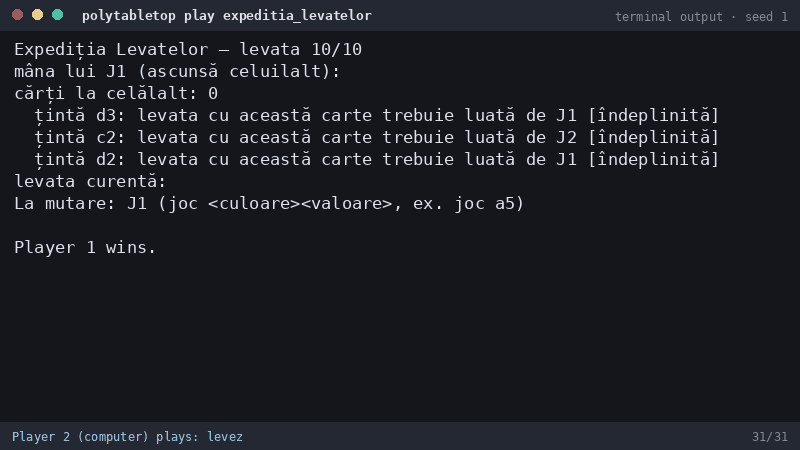 polytabletop play expeditia_levatelor
terminal output · seed 1
Expediția Levatelor — levata 10/10
mâna lui J1 (ascunsă celuilalt):
cărți la celălalt: 0
țintă d3: levata cu această carte trebuie luată de J1 [îndeplinită]
țintă c2: levata cu această carte trebuie luată de J2 [îndeplinită]
țintă d2: levata cu această carte trebuie luată de J1 [îndeplinită]
levata curentă:
La mutare: J1 (joc <culoare><valoare>, ex. joc a5)
Player 1 wins.
Player 2 (computer) plays: levez
31/31